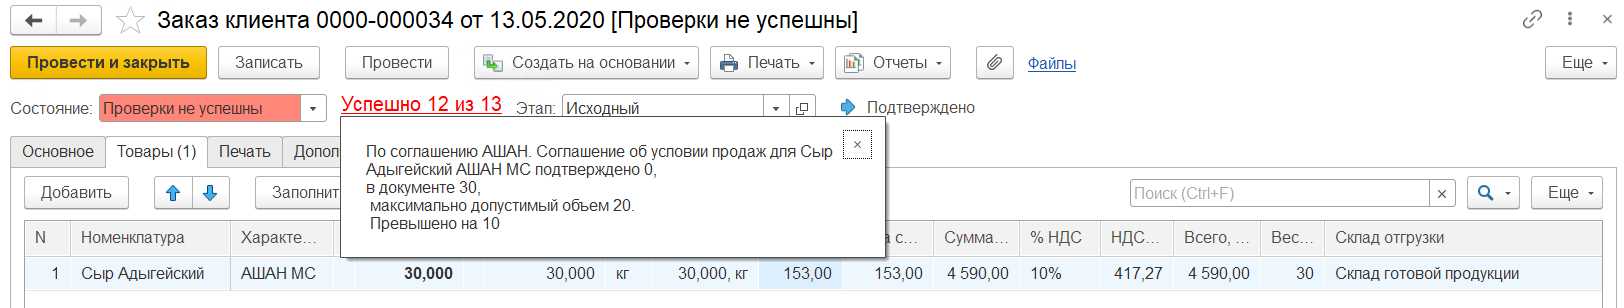 Заказ клиента 0000-000034 от 13.05.2020 [Проверки не успешны]
Провести и закрыть Записать Провести Создать на основании Печать Отчеты Файлы Еще
Состояние: Проверки не успешны Успешно 12 из 13 Этап: Исходный Подтверждено
Основное Товары (1) Печать Допол
По соглашению АШАН. Соглашение об условии продаж для Сыр
Адыгейский АШАН МС подтверждено 0,
в документе 30,
максимально допустимый объем 20.
Превышено на 10
Добавить Заполнит Поиск (Ctrl+F) Еще
N Номенклатура Характе... а с... Сумма... % НДС НДС... Всего, ... Вес... Склад отгрузки
1 Сыр Адыгейский АШАН МС 30,000 30,000 кг 30,000, кг 153,00 153,00 4 590,00 10% 417,27 4 590,00 30 Склад готовой продукции